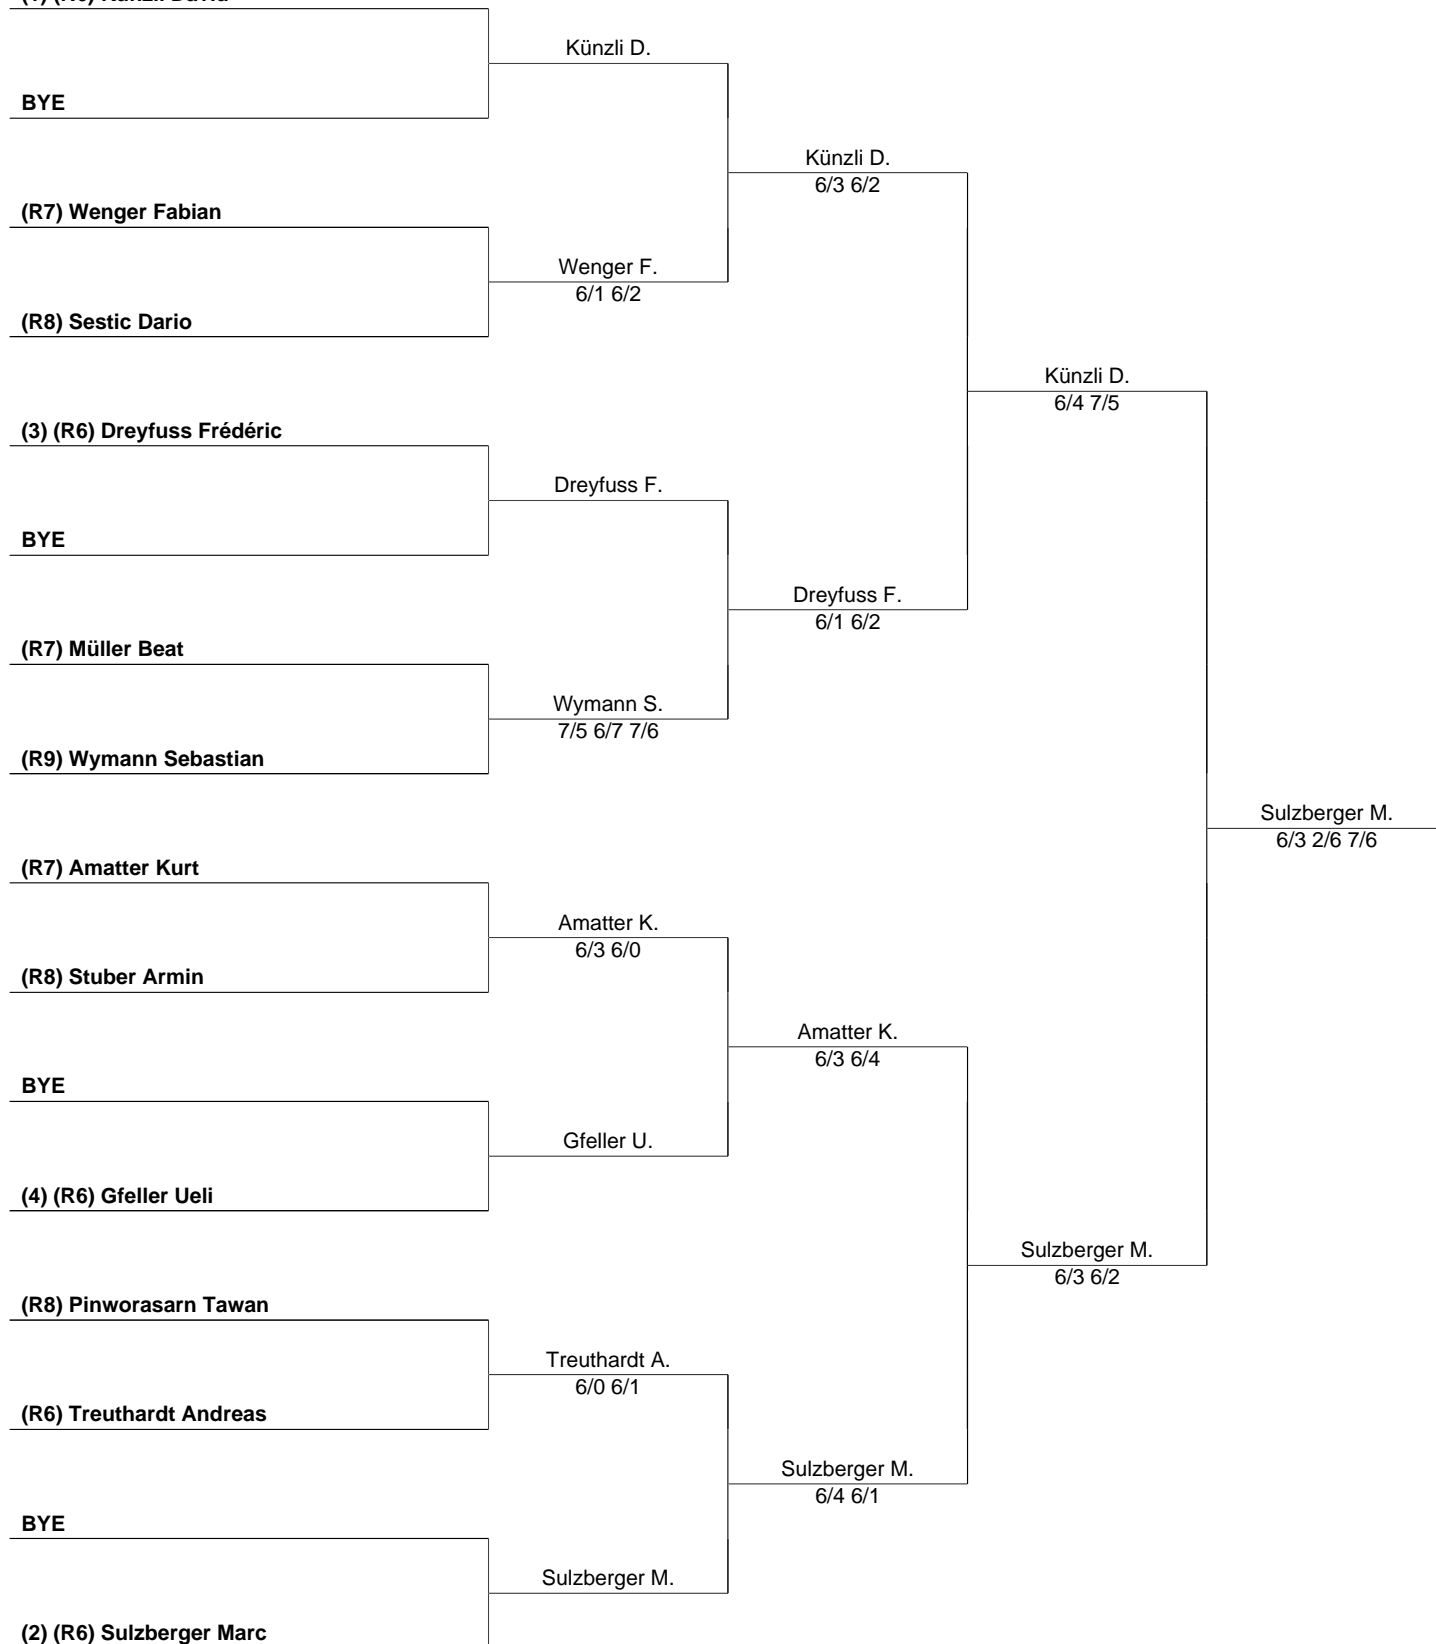 Künzli D.
BYE
Künzli D.
6/3 6/2
(R7) Wenger Fabian
Wenger F.
6/1 6/2
(R8) Sestic Dario
Künzli D.
6/4 7/5
(3) (R6) Dreyfuss Frédéric
Dreyfuss F.
BYE
Dreyfuss F.
6/1 6/2
(R7) Müller Beat
Wymann S.
7/5 6/7 7/6
(R9) Wymann Sebastian
Sulzberger M.
6/3 2/6 7/6
(R7) Amatter Kurt
Amatter K.
6/3 6/0
(R8) Stuber Armin
Amatter K.
6/3 6/4
BYE
Gfeller U.
(4) (R6) Gfeller Ueli
Sulzberger M.
6/3 6/2
(R8) Pinworasarn Tawan
Treuthardt A.
6/0 6/1
(R6) Treuthardt Andreas
Sulzberger M.
6/4 6/1
BYE
Sulzberger M.
(2) (R6) Sulzberger Marc